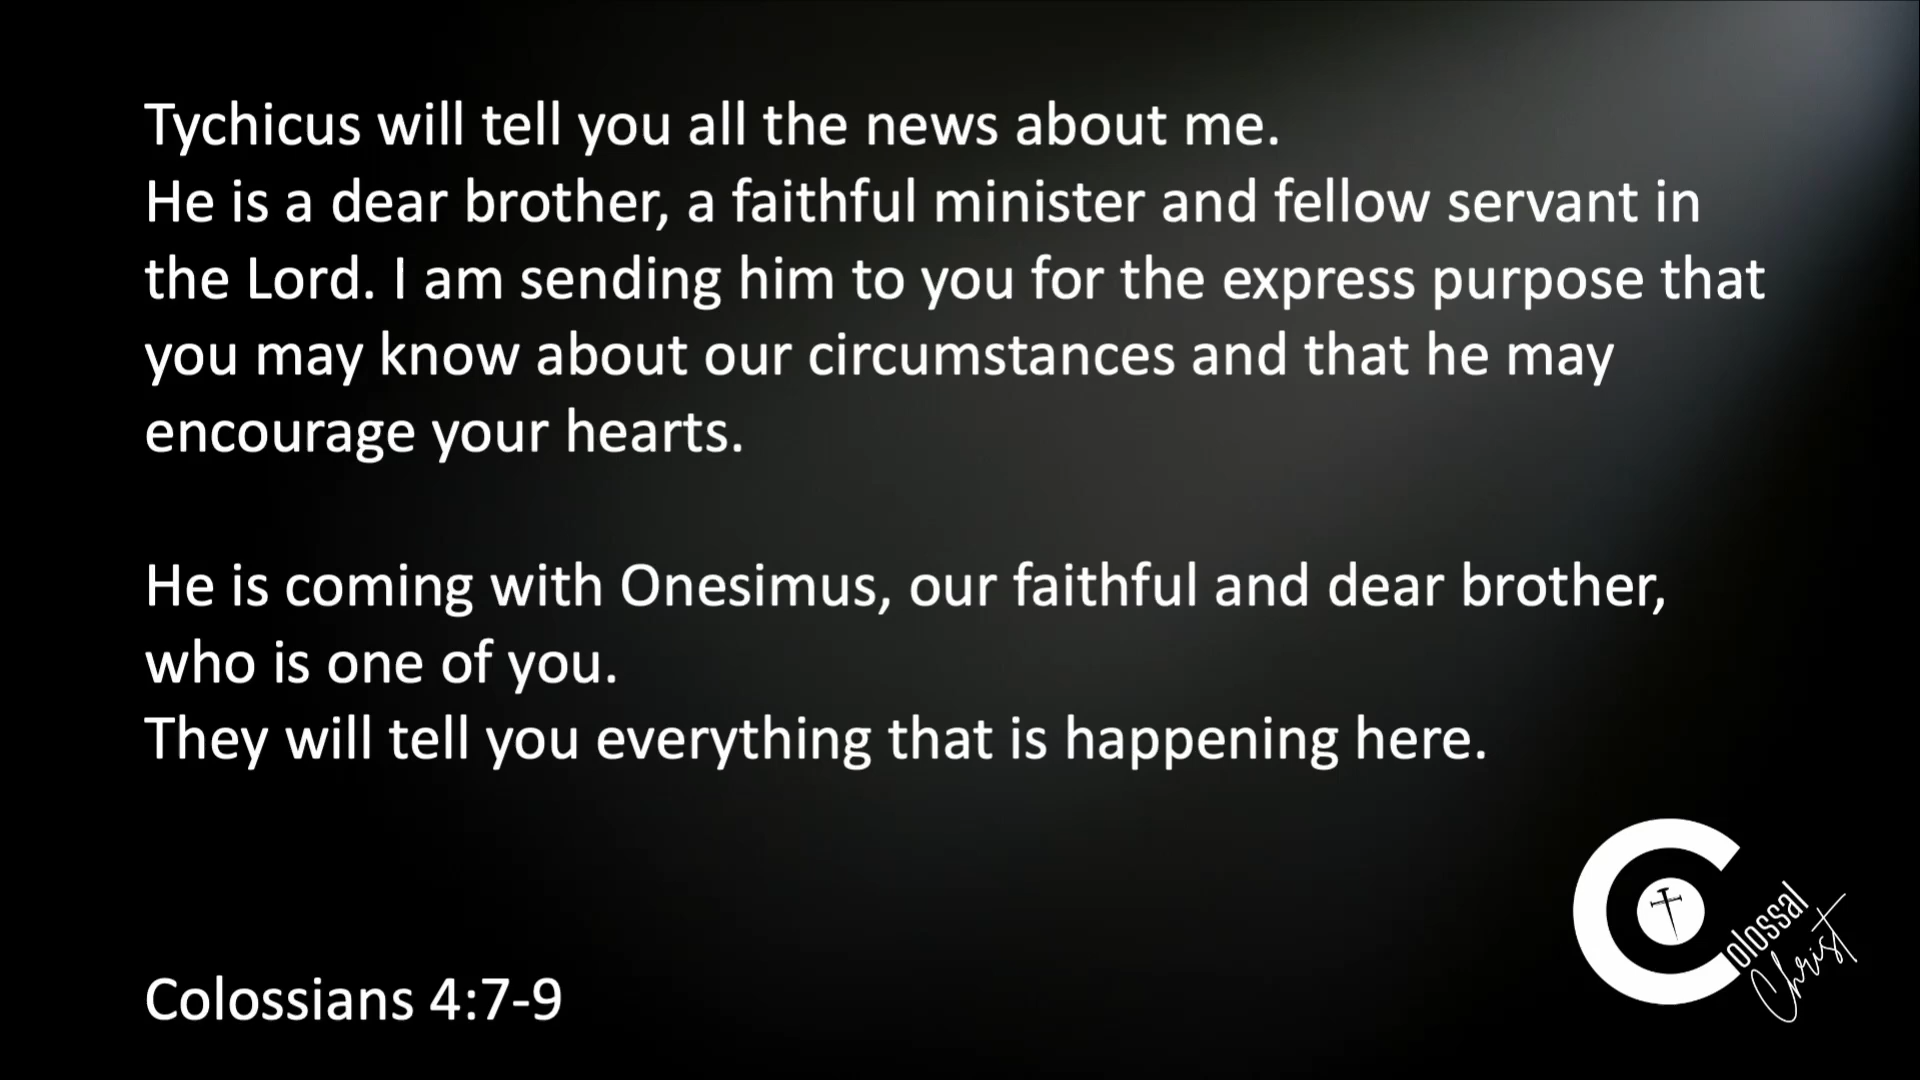 Tychicus will tell you all the news about me.
He is a dear brother, a faithful minister and fellow servant in
the Lord. I am sending him to you for the express purpose that
you may know about our circumstances and that he may
encourage your hearts.
He is coming with Onesimus, our faithful and dear brother,
who is one of you.
They will tell you everything that is happening here.
Colossal
Christ
Colossians 4:7-9